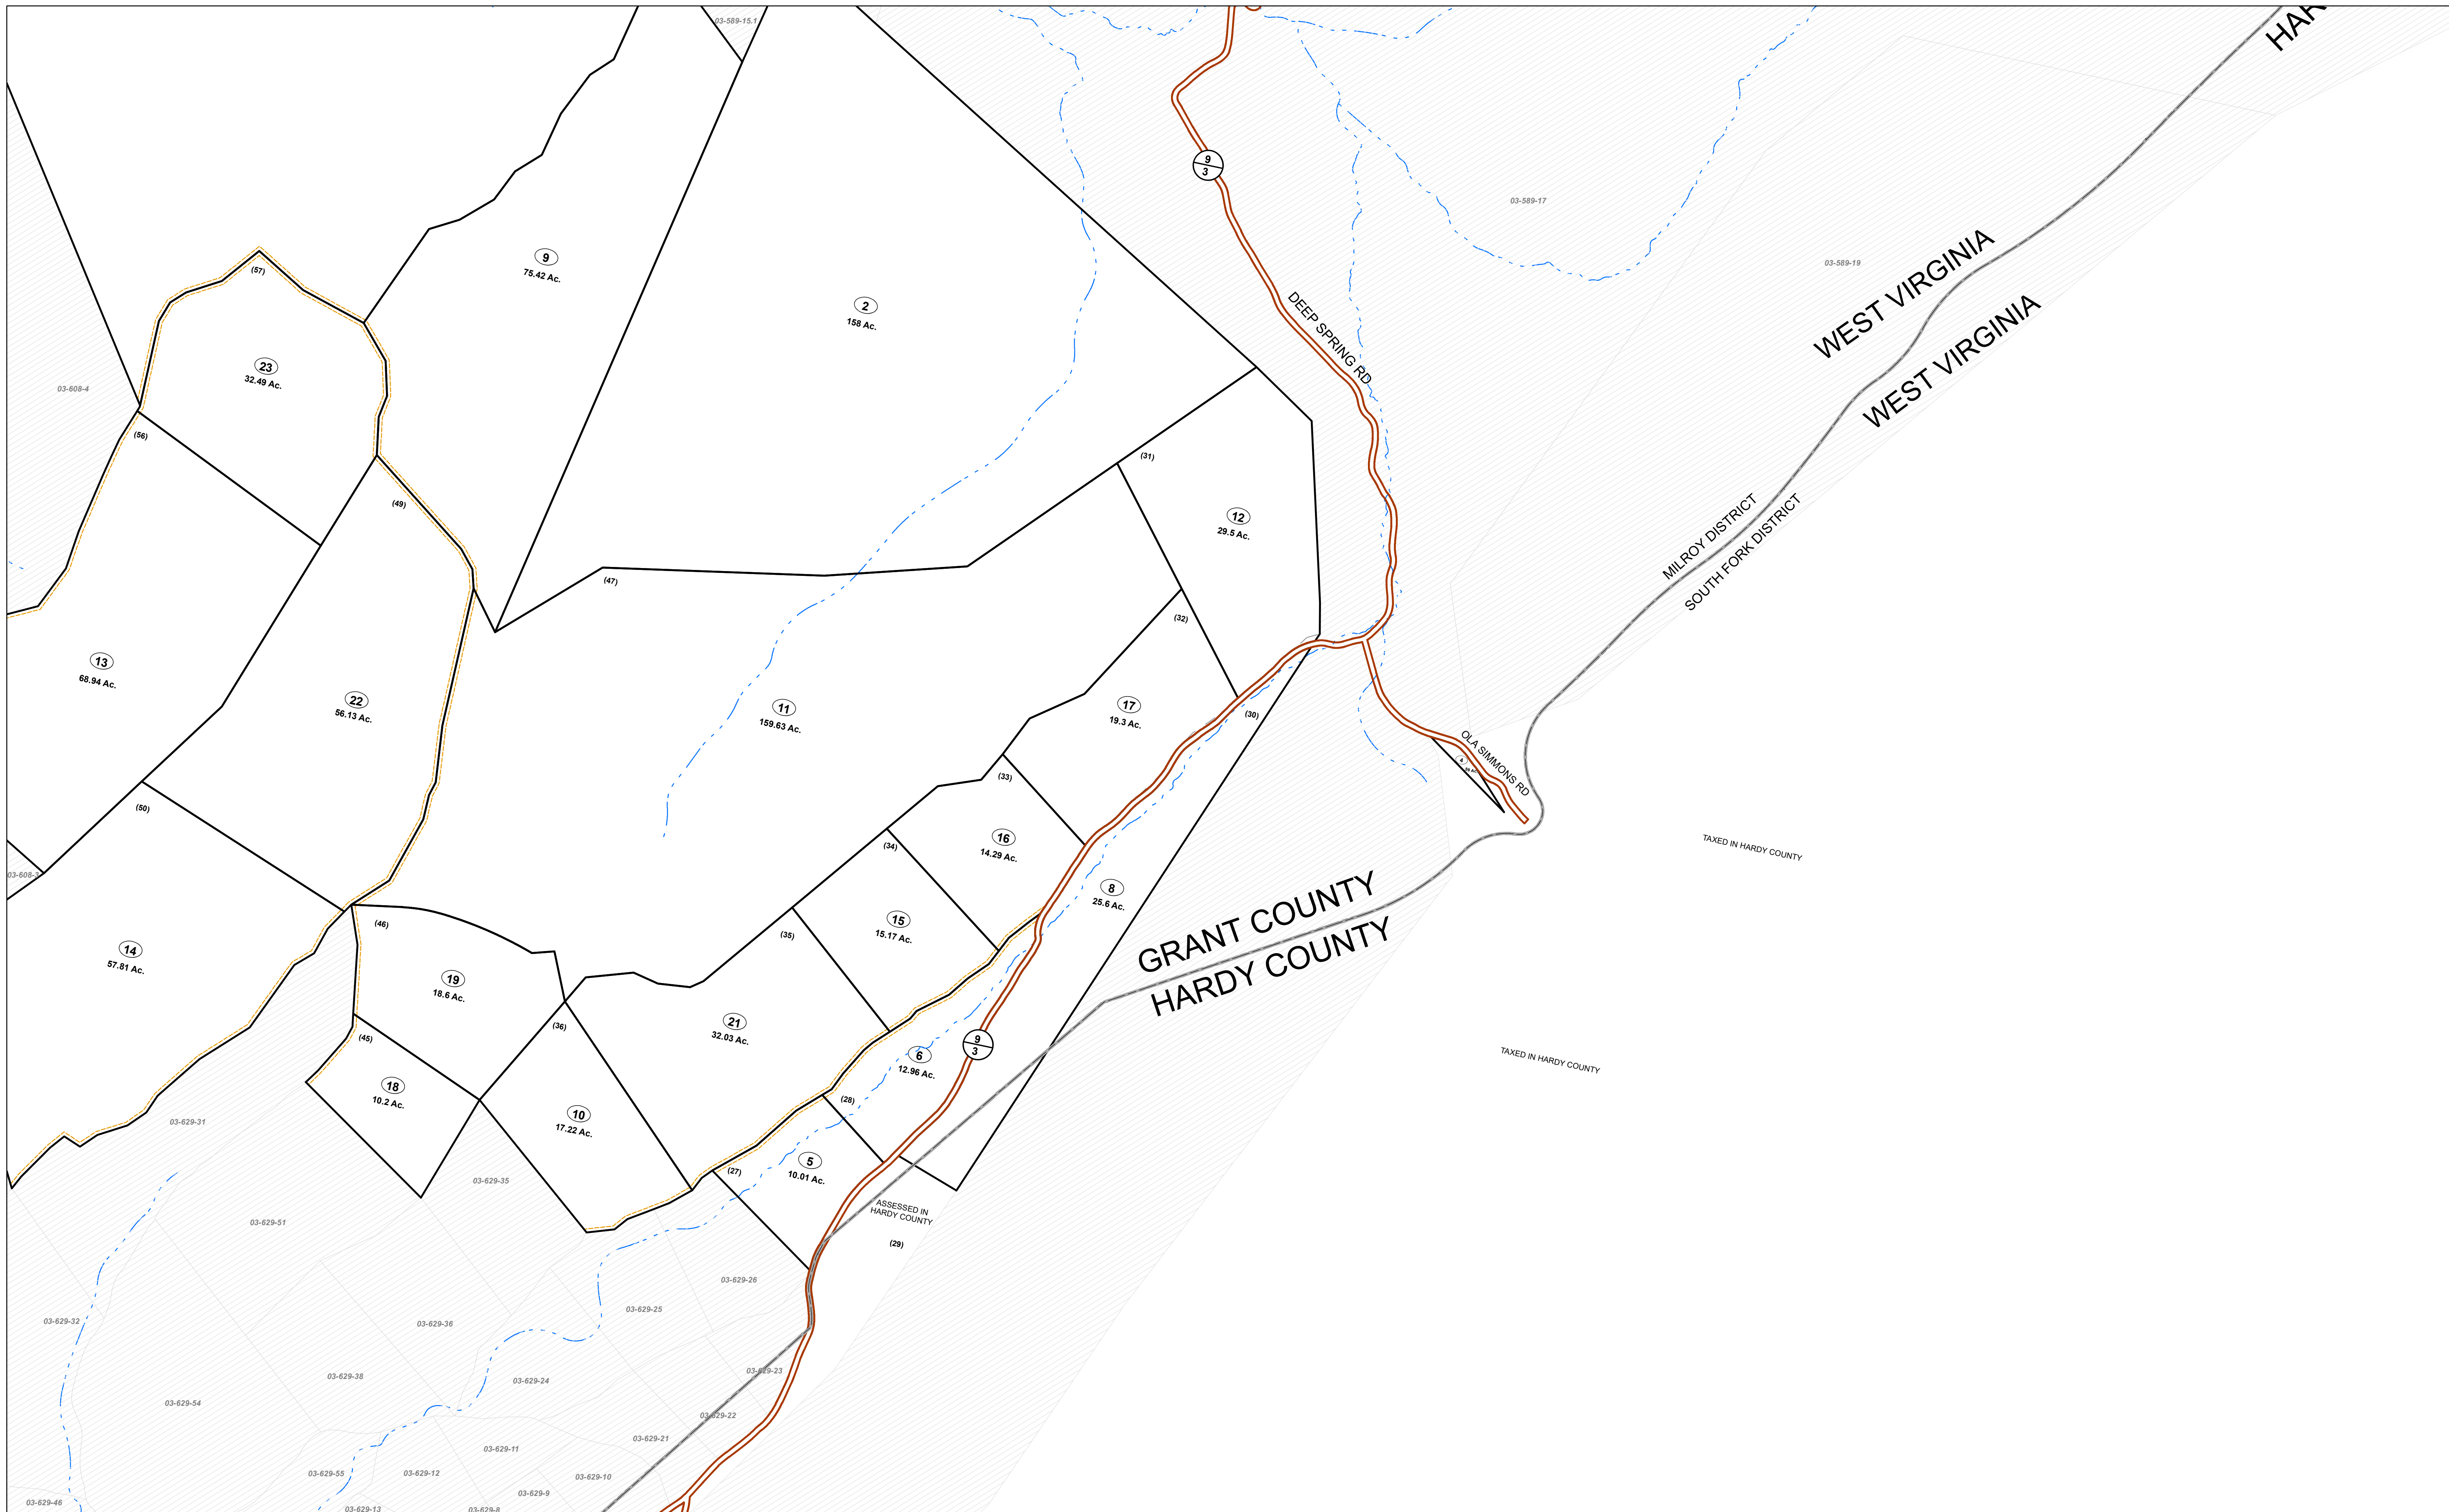 03-589-15.1
HAR
9
3
03-589-17
WEST VIRGINIA
WEST VIRGINIA
03-589-19
(57)
9
75.42 Ac.
2
158 Ac.
DEEP SPRING RD
23
32.49 Ac.
03-608-4
(56)
(49)
(31)
12
29.5 Ac.
MILROY DISTRICT
SOUTH FORK DISTRICT
(47)
(32)
13
68.94 Ac.
22
56.13 Ac.
11
159.63 Ac.
17
19.3 Ac.
(30)
OLA SIMMONS RD
4
(33)
(50)
16
14.29 Ac.
(34)
TAXED IN HARDY COUNTY
03-608-3
8
25.6 Ac.
GRANT COUNTY
HARDY COUNTY
(46)
15
15.17 Ac.
(35)
14
57.81 Ac.
19
18.6 Ac.
21
32.03 Ac.
(36)
(45)
9
3
6
12.96 Ac.
TAXED IN HARDY COUNTY
18
10.2 Ac.
10
17.22 Ac.
(28)
03-629-31
5
10.01 Ac.
(27)
03-629-35
ASSESSED IN
HARDY COUNTY
03-629-51
(29)
03-629-26
03-629-25
03-629-32
03-629-36
03-629-23
03-629-38
03-629-24
03-629-54
03-629-22
03-629-21
03-629-11
03-629-55
03-629-12
03-629-10
03-629-9
03-629-46
03-629-13
03-629-8